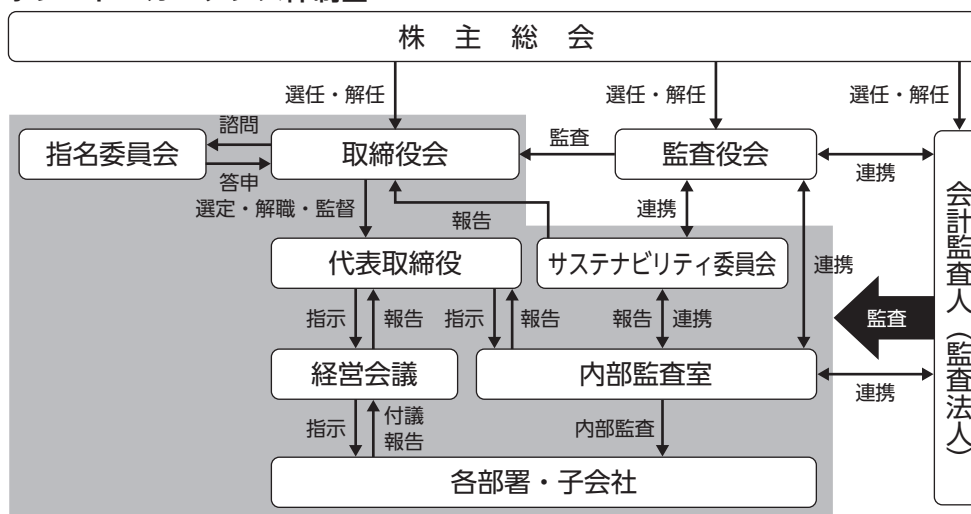 株主総会
選任・解任
選任・解任
選任・解任
諮問
指名委員会
取締役会
監査
監査役会
連携
答申
選定・解職・監督
報告
連携
代表取締役
サステナビリティ委員会
連携
会計監査人（監査法人）
監査
指示
報告
指示
報告
報告
連携
経営会議
内部監査室
連携
指示
付議
報告
内部監査
各部署・子会社